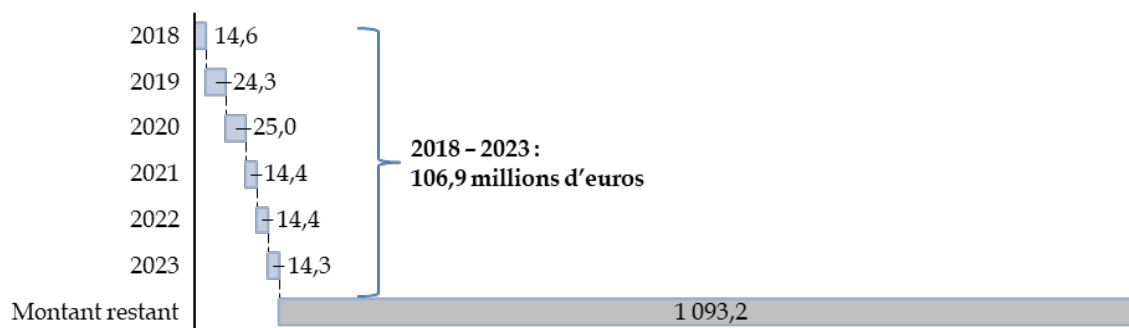 2018 14,6
2019 24,3
2020 25,0
2021 14,4
2022 14,4
2023 14,3
2018 – 2023 :
106,9 millions d’euros
Montant restant 1 093,2